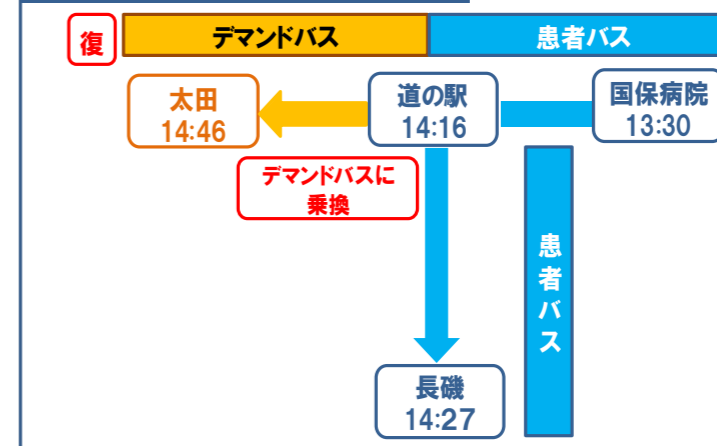 復
デマンドバス
患者バス
太田
14:46
道の駅
14:16
国保病院
13:30
デマンドバスに
乗換
患者バス
長磯
14:27